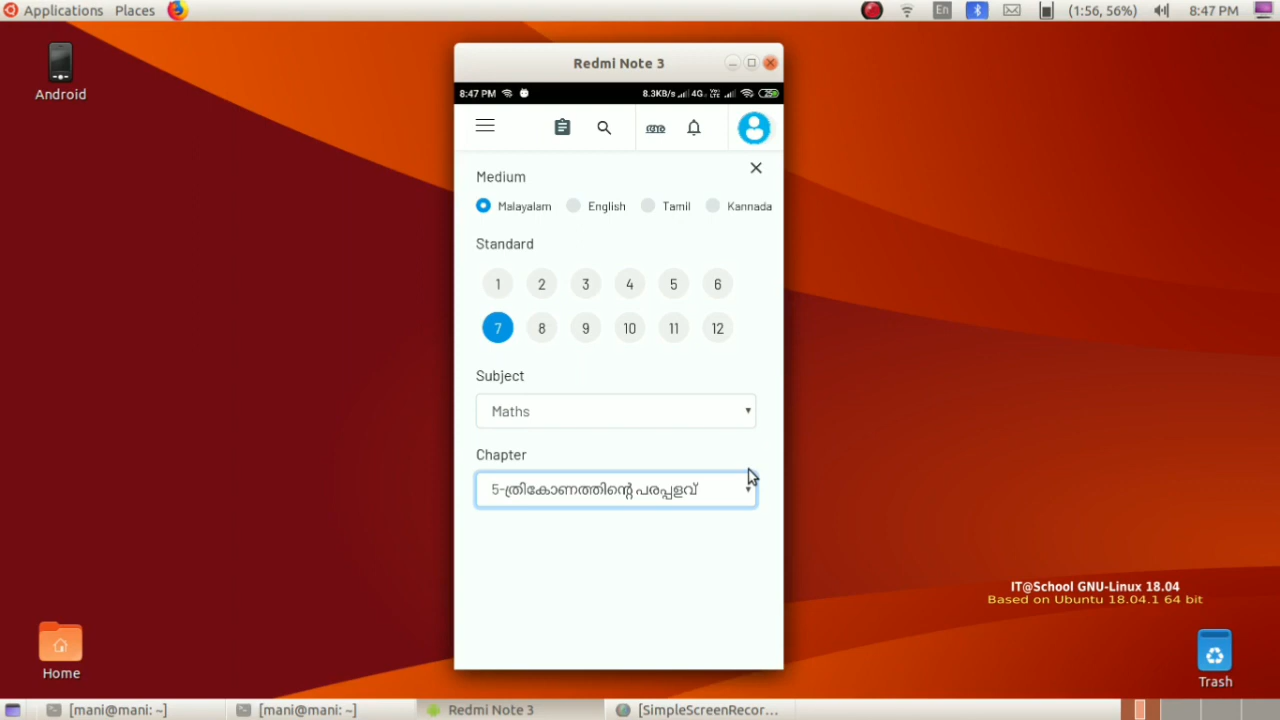 Applications Places En (1:56, 56%) 8:47 PM
Android
Redmi Note 3
8:47 PM 8.3KB/s 4G
അ
Medium
Malayalam English Tamil Kannada
Standard
1 2 3 4 5 6
7 8 9 10 11 12
Subject
Maths
Chapter
5-ത്രികോണത്തിന്റെ പരപ്പളവ്
IT@School GNU-Linux 18.04
Based on Ubuntu 18.04.1 64 bit
Home
Trash
[mani@mani: ~] [mani@mani: ~] Redmi Note 3 [SimpleScreenRecor...